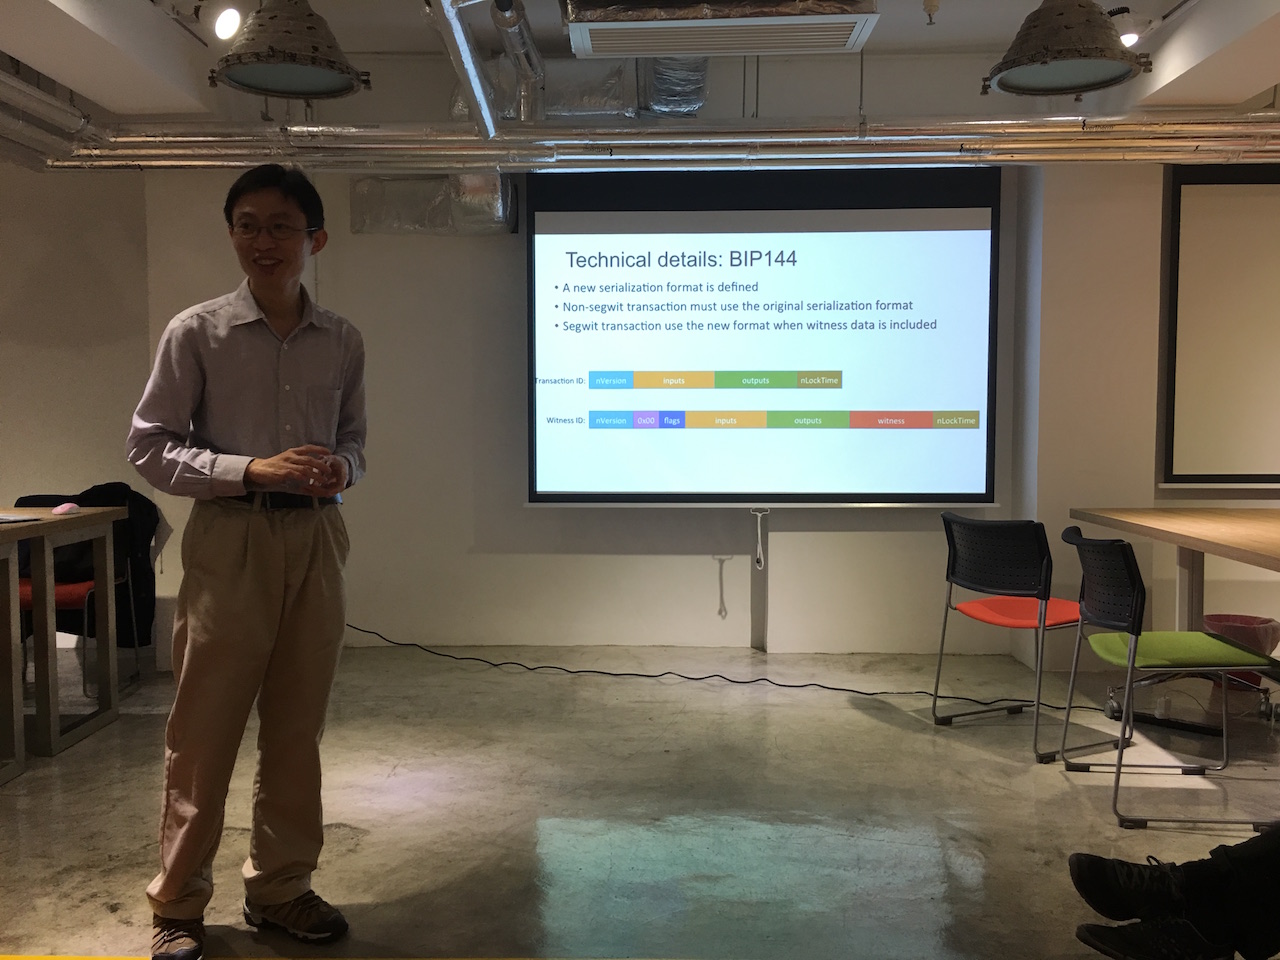 Technical details: BIP144
• A new serialization format is defined
• Non-segwit transaction must use the original serialization format
• Segwit transaction use the new format when witness data is included
Transaction ID: nVersion inputs outputs nLockTime
Witness ID: nVersion 0x00 flags inputs outputs witness nLockTime